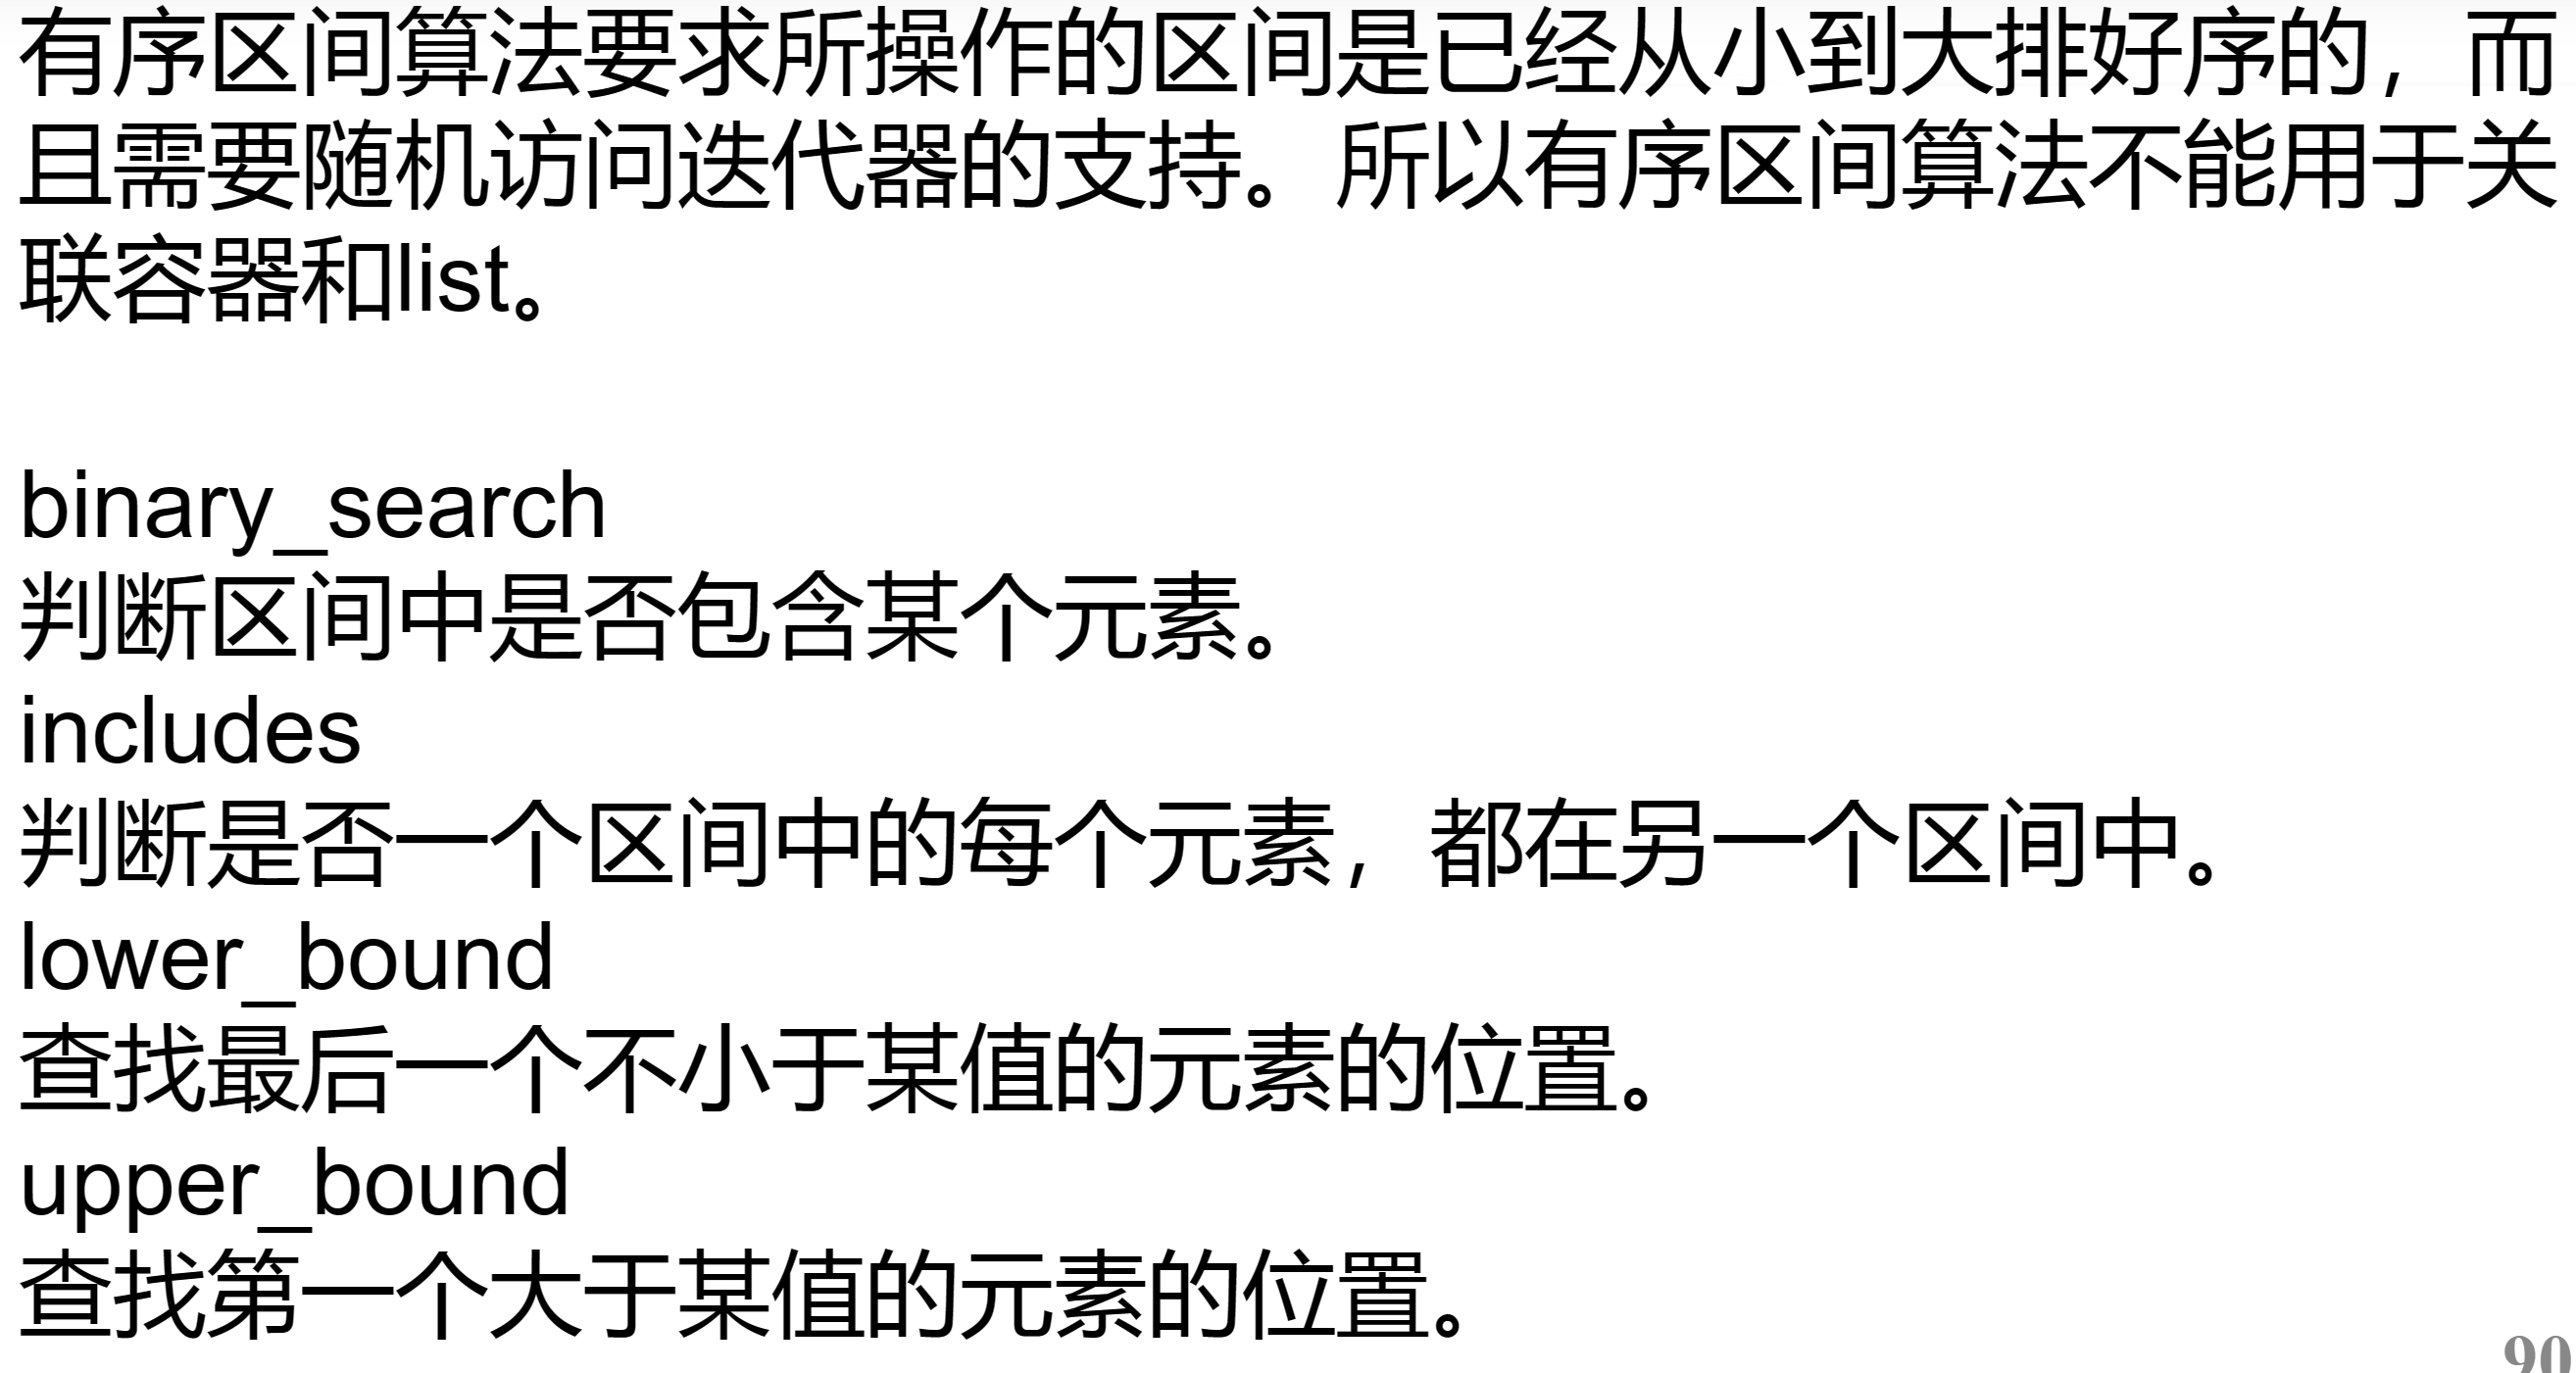 有序区间算法要求所操作的区间是已经从小到大排好序的，而
且需要随机访问迭代器的支持。所以有序区间算法不能用于关
联容器和list。
binary_search
判断区间中是否包含某个元素。
includes
判断是否一个区间中的每个元素，都在另一个区间中。
lower_bound
查找最后一个不小于某值的元素的位置。
upper_bound
查找第一个大于某值的元素的位置。
90